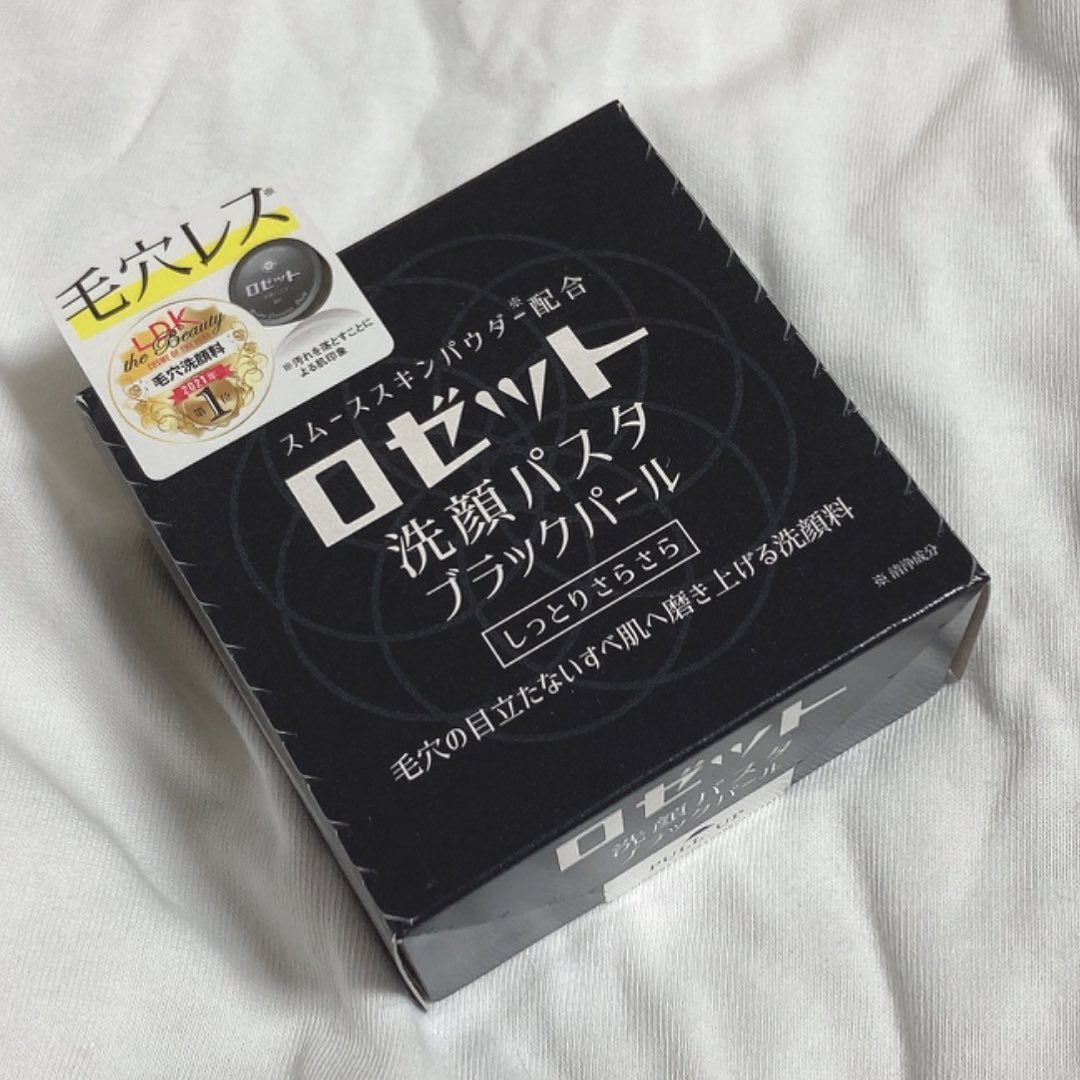 毛穴レス※
ロゼット
※汚れを落とすことに
よる肌印象
LDK
the Beauty
毛穴洗顔料
2021年
第1位
スムーススキンパウダー※配合
ロゼット
洗顔パスタ
ブラックパール
しっとりさらさら
毛穴の目立たないすべ肌へ磨き上げる洗顔料
※ 清浄成分
ロゼット
洗顔パスタ
ブラックパール
PULL UP